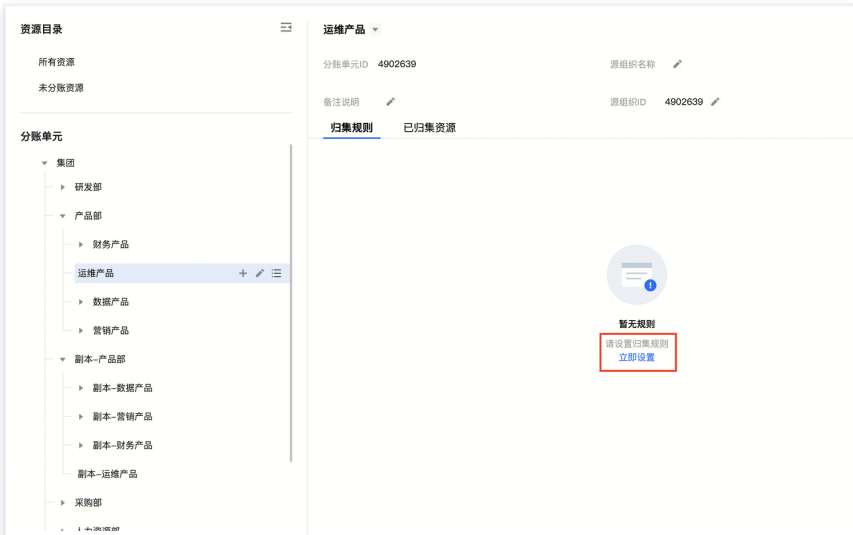 资源目录
所有资源
未分账资源
分账单元
集团
研发部
产品部
财务产品
运维产品
数据产品
营销产品
副本-产品部
副本-数据产品
副本-营销产品
副本-财务产品
副本-运维产品
采购部
人力资源部
运维产品
分账单元ID 4902639
源组织名称
备注说明
源组织ID 4902639
归集规则 已归集资源
暂无规则
请设置归集规则
立即设置